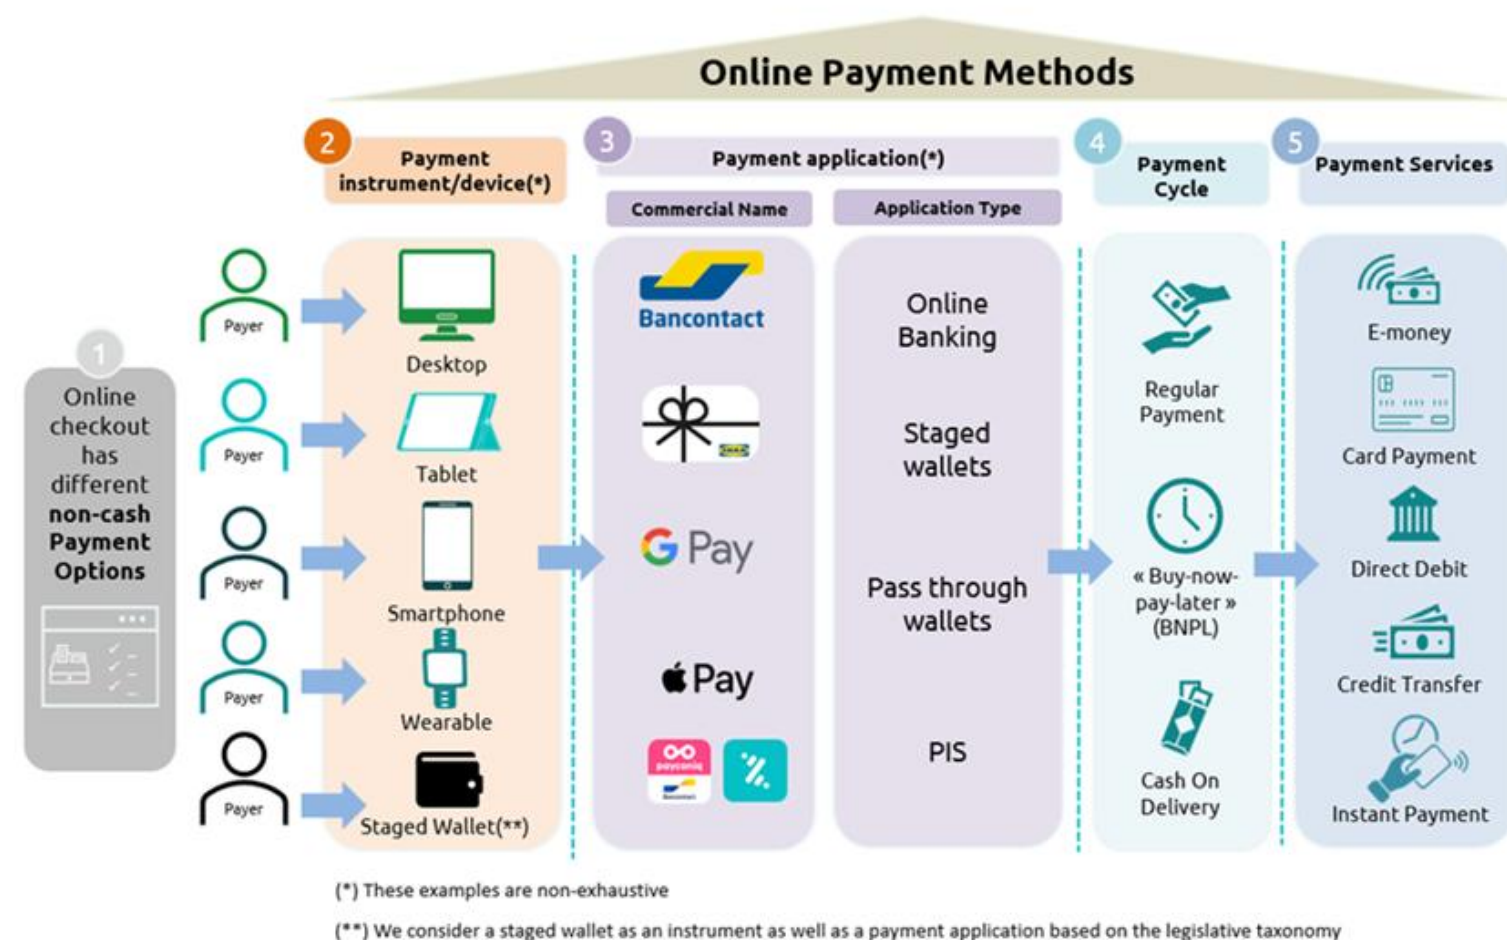 Online Payment Methods
1
Online
checkout
has
different
non-cash
Payment
Options
Payer
Payer
Payer
Payer
Payer
2
Payment
instrument/device(*)
Desktop
Tablet
Smartphone
Wearable
Staged Wallet(**)
3
Payment application(*)
Commercial Name
Bancontact
IKEA
G Pay
Pay
payconiq
Bancontact
Application Type
Online
Banking
Staged
wallets
Pass through
wallets
PIS
4
Payment
Cycle
Regular
Payment
« Buy-now-
pay-later »
(BNPL)
Cash On
Delivery
5
Payment Services
E-money
Card Payment
Direct Debit
Credit Transfer
Instant Payment
(*) These examples are non-exhaustive
(**) We consider a staged wallet as an instrument as well as a payment application based on the legislative taxonomy